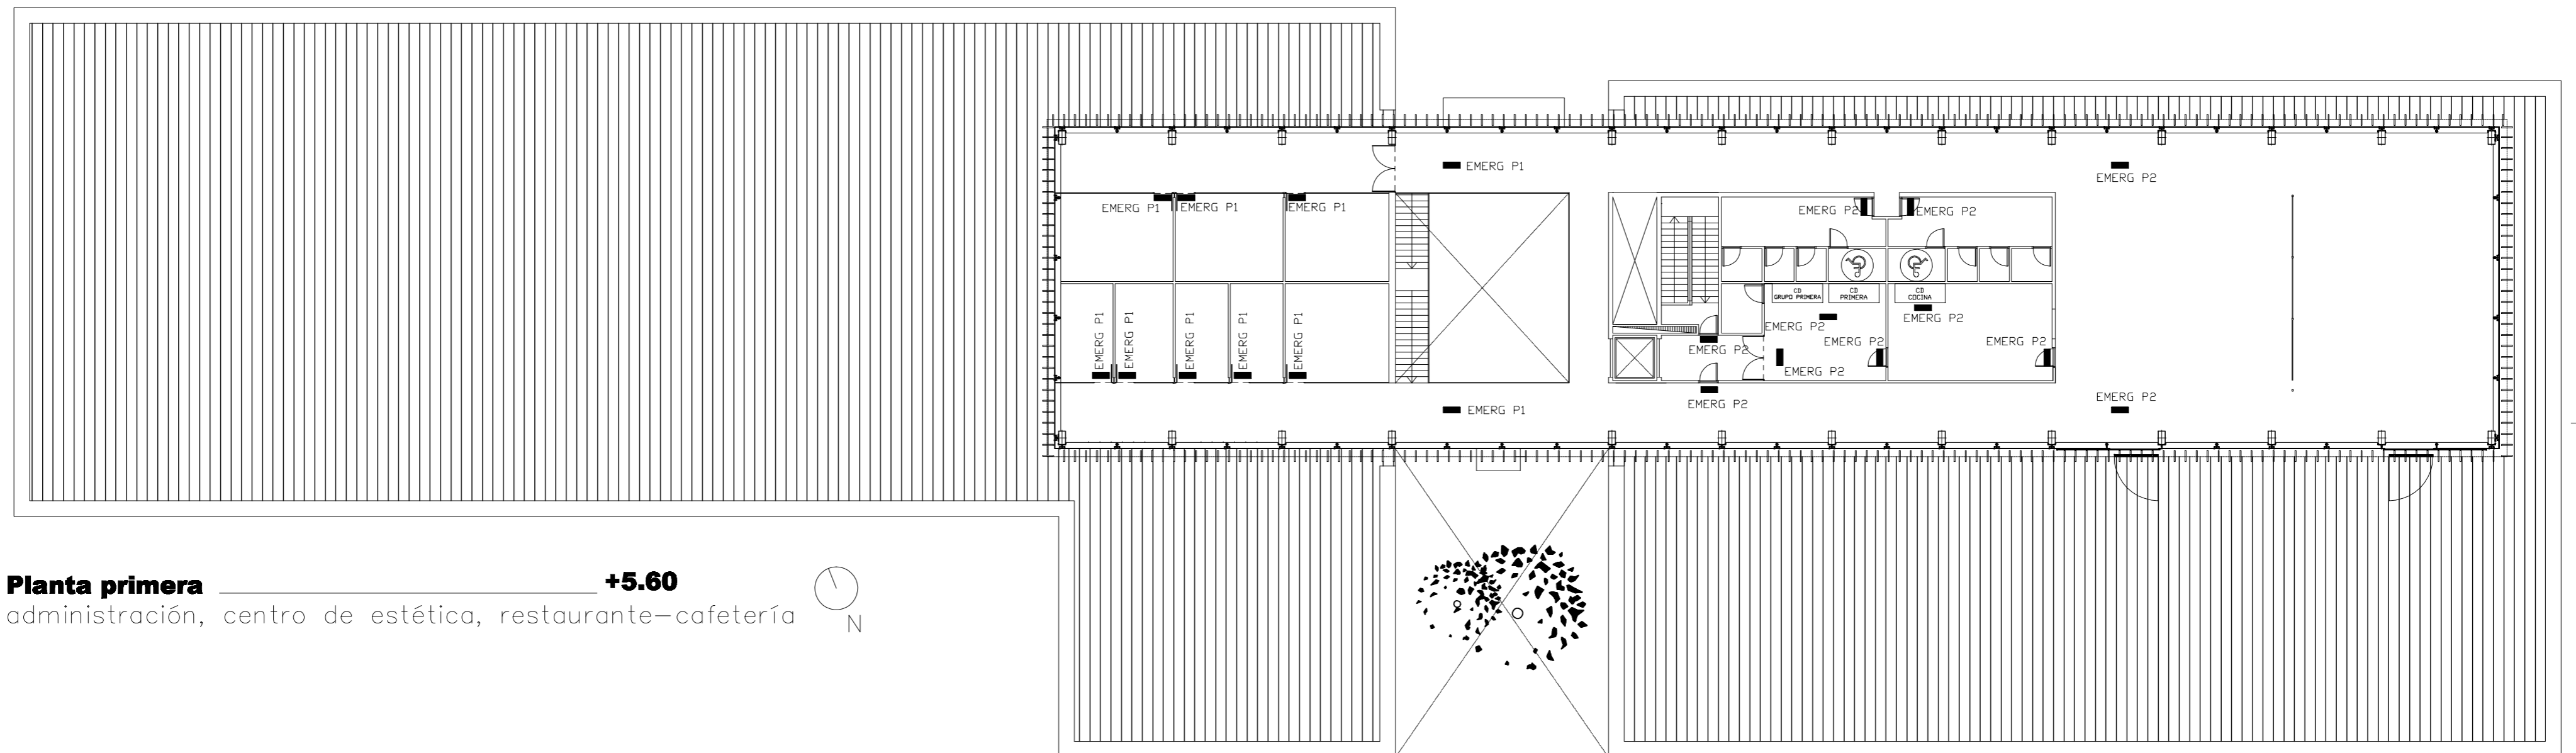 EMERG P1
EMERG P2
EMERG P1
EMERG P1
EMERG P1
EMERG P2
EMERG P2
CD
GRUPO PRIMERA
CD
PRIMERA
CD
COCINA
EMERG P1
EMERG P1
EMERG P1
EMERG P1
EMERG P1
EMERG P2
EMERG P2
EMERG P2
EMERG P2
EMERG P2
EMERG P2
EMERG P2
EMERG P2
EMERG P1
Planta primera +5.60
administración, centro de estética, restaurante-cafetería
N